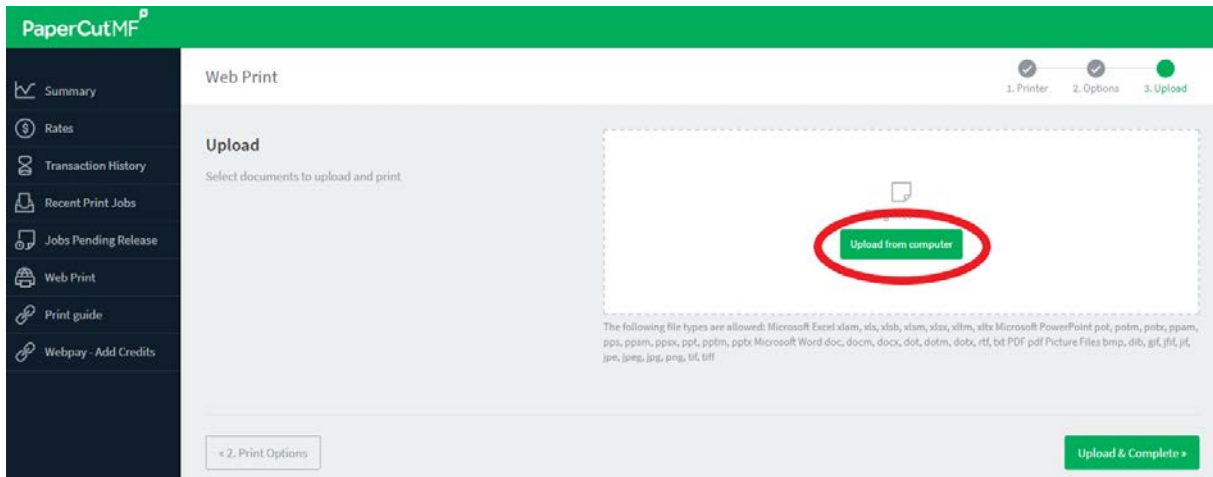 PaperCutMF
Summary
Rates
Transaction History
Recent Print Jobs
Jobs Pending Release
Web Print
Print guide
Webpay - Add Credits
Web Print
1. Printer
2. Options
3. Upload
Upload
Select documents to upload and print
Upload from computer
The following file types are allowed: Microsoft Excel xlam, xls, xlsb, xlsm, xlsx, xltm, xltx Microsoft PowerPoint pot, potm, potx, ppam,
pps, ppsm, ppsx, ppt, pptm, pptx Microsoft Word doc, docm, docx, dot, dotm, dotx, rtf, txt PDF pdf Picture Files bmp, dib, gif, jfif, jif,
jpe, jpeg, jpg, png, tif, tiff
« 2. Print Options
Upload & Complete »